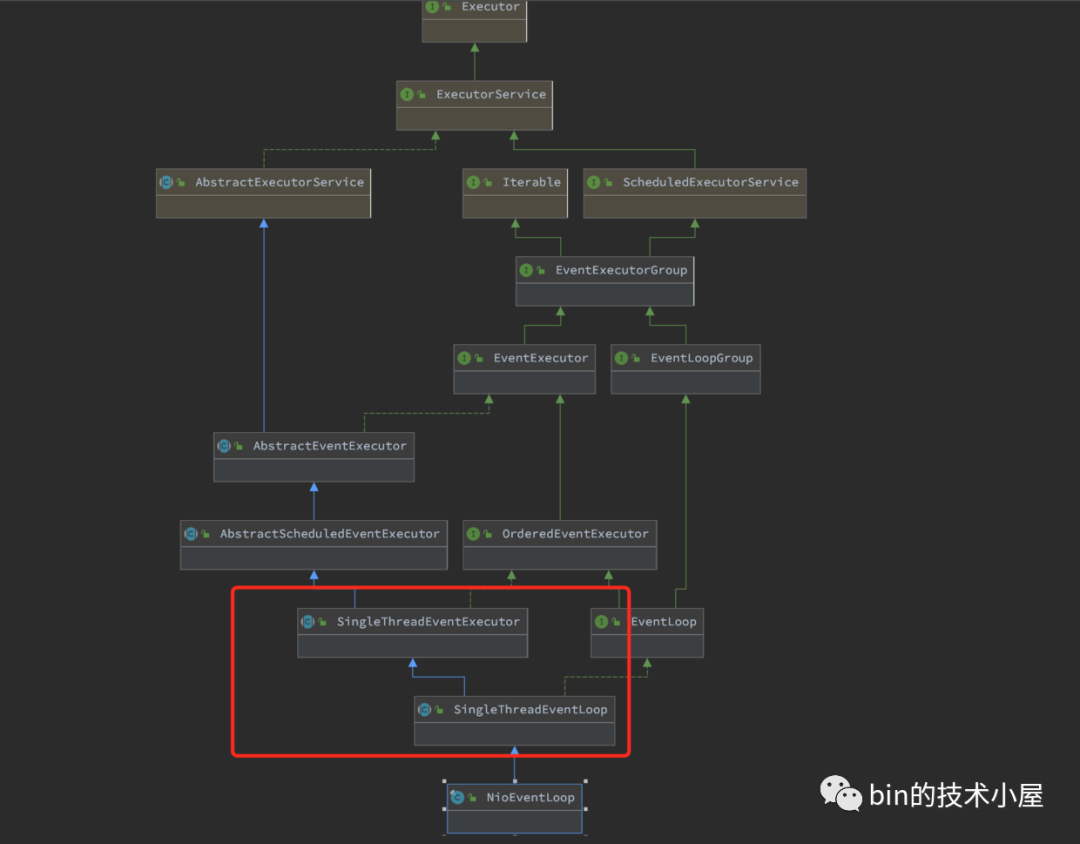 Executor
ExecutorService
AbstractExecutorService
Iterable
ScheduledExecutorService
EventExecutorGroup
EventExecutor
EventLoopGroup
AbstractEventExecutor
AbstractScheduledEventExecutor
OrderedEventExecutor
SingleThreadEventExecutor
EventLoop
SingleThreadEventLoop
NioEventLoop
bin的技术小屋